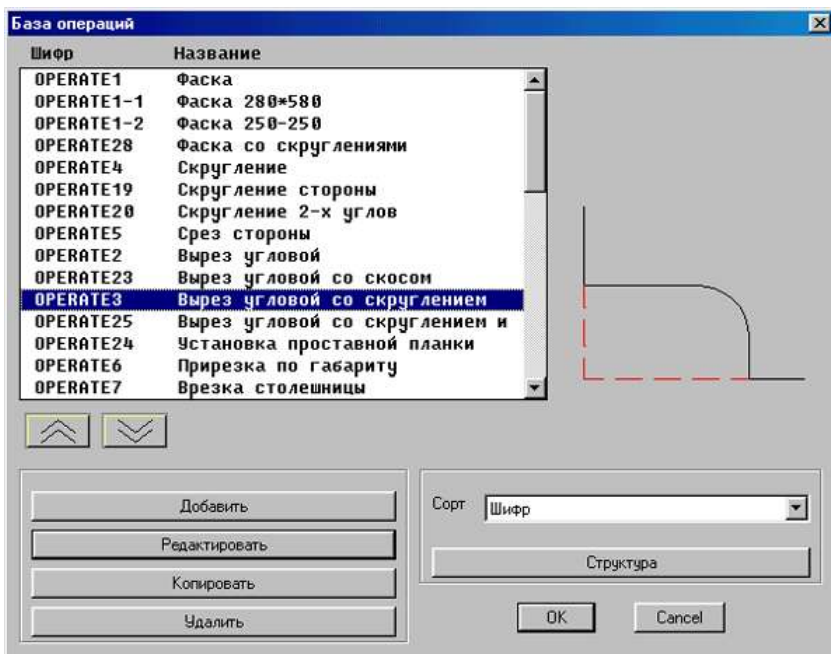 База операций
Шифр Название
OPERATE1 Фаска
OPERATE1-1 Фаска 280*580
OPERATE1-2 Фаска 250-250
OPERATE28 Фаска со скруглениями
OPERATE4 Скругление
OPERATE19 Скругление стороны
OPERATE20 Скругление 2-х углов
OPERATE5 Срез стороны
OPERATE2 Вырез угловой
OPERATE23 Вырез угловой со скосом
OPERATE3 Вырез угловой со скруглением
OPERATE25 Вырез угловой со скруглением и
OPERATE24 Установка проставной планки
OPERATE6 Прирезка по габариту
OPERATE7 Врезка столешницы
Добавить
Редактировать
Копировать
Удалить
Сорт Шифр
Структура
OK Cancel